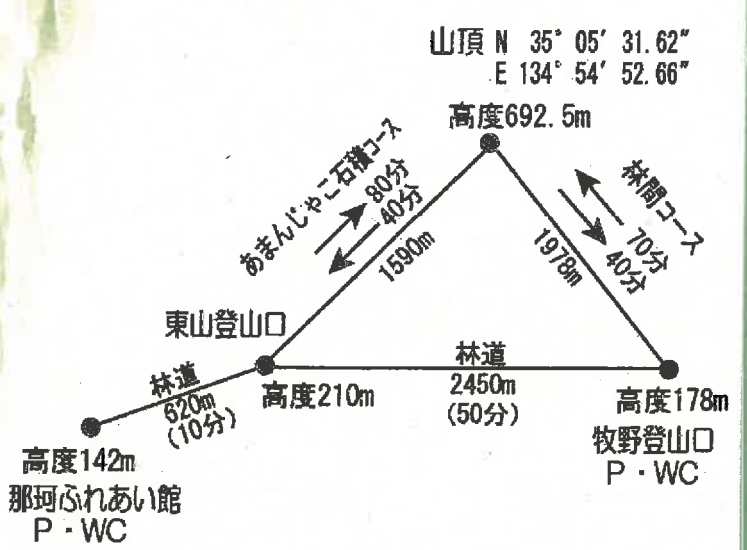 山頂 N 35° 05′ 31.62″
E 134° 54′ 52.66″
高度692.5m
あまんじゃこ石積コース
80分
40分
1590m
林間コース
70分
40分
1978m
東山登山口
高度210m
林道
620m
(10分)
林道
2450m
(50分)
高度142m
那珂ふれあい館
P・WC
高度178m
牧野登山口
P・WC